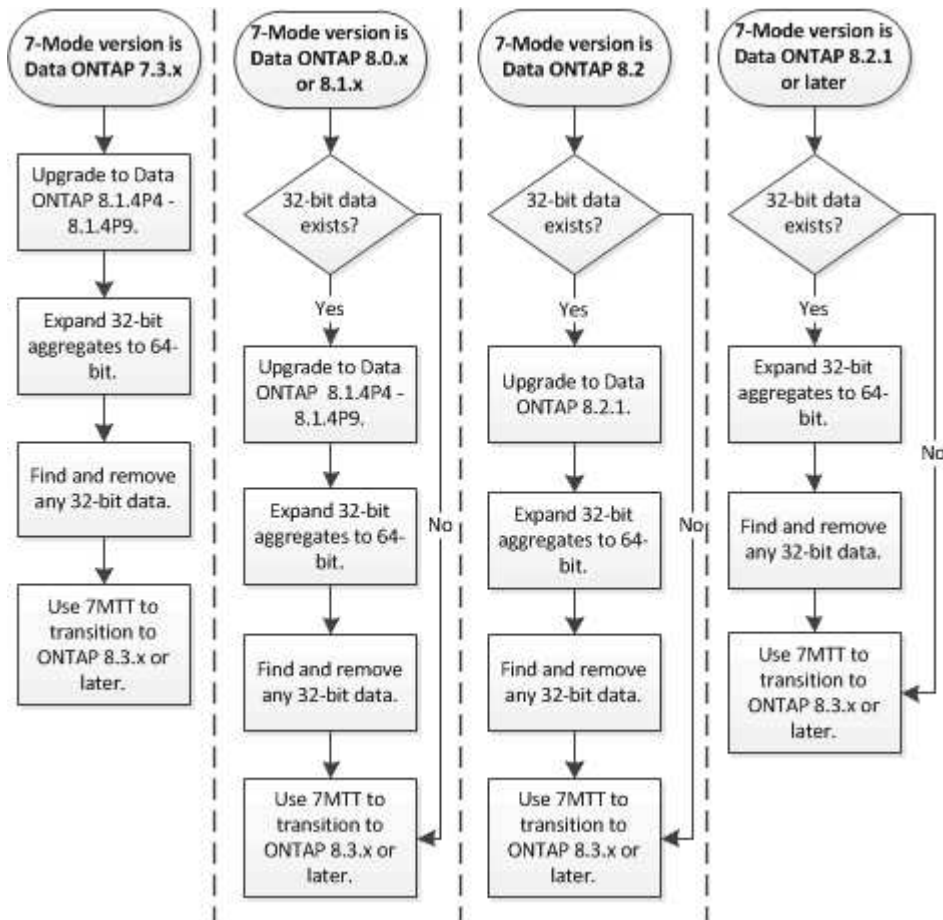 7-Mode version is
Data ONTAP 7.3.x
Upgrade to Data
ONTAP 8.1.4P4 -
8.1.4P9.
Expand 32-bit
aggregates to 64-
bit.
Find and remove
any 32-bit data.
Use 7MTT to
transition to
ONTAP 8.3.x or
later.
7-Mode version is
Data ONTAP 8.0.x
or 8.1.x
32-bit data
exists?
Yes
Upgrade to Data
ONTAP 8.1.4P4 -
8.1.4P9.
Expand 32-bit
aggregates to 64-
bit.
No
Find and remove
any 32-bit data.
Use 7MTT to
transition to
ONTAP 8.3.x or
later.
7-Mode version is
Data ONTAP 8.2
32-bit data
exists?
Yes
Upgrade to Data
ONTAP 8.2.1.
Expand 32-bit
aggregates to 64-
bit.
No
Find and remove
any 32-bit data.
Use 7MTT to
transition to
ONTAP 8.3.x or
later.
7-Mode version is
Data ONTAP 8.2.1
or later
32-bit data
exists?
Yes
Expand 32-bit
aggregates to 64-
bit.
No
Find and remove
any 32-bit data.
Use 7MTT to
transition to
ONTAP 8.3.x or
later.